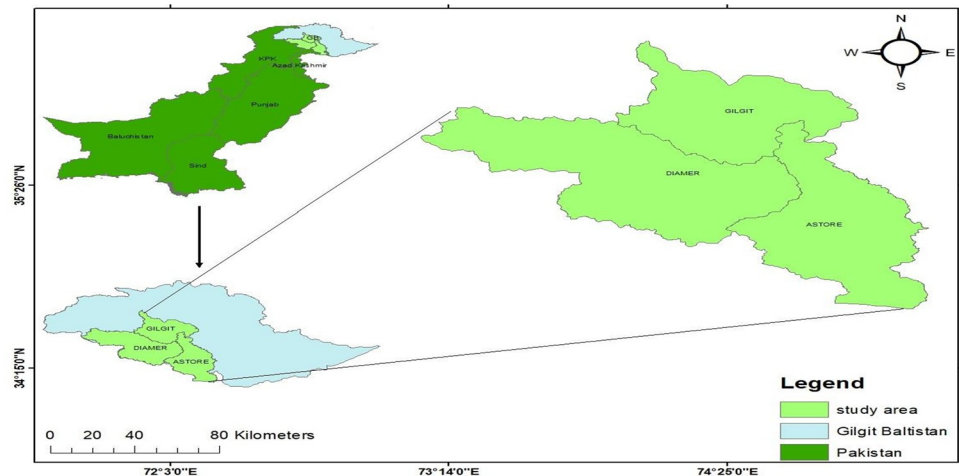 N
W E
S
GB
KPK
Azad Kashmir
Punjab
Baluchistan
Sind
GILGIT
DIAMER
ASTORE
35°26'0"N
34°15'0"N
GILGIT
DIAMER
ASTORE
Legend
study area
Gilgit Baltistan
Pakistan
0 20 40 80 Kilometers
72°3'0"E 73°14'0"E 74°25'0"E